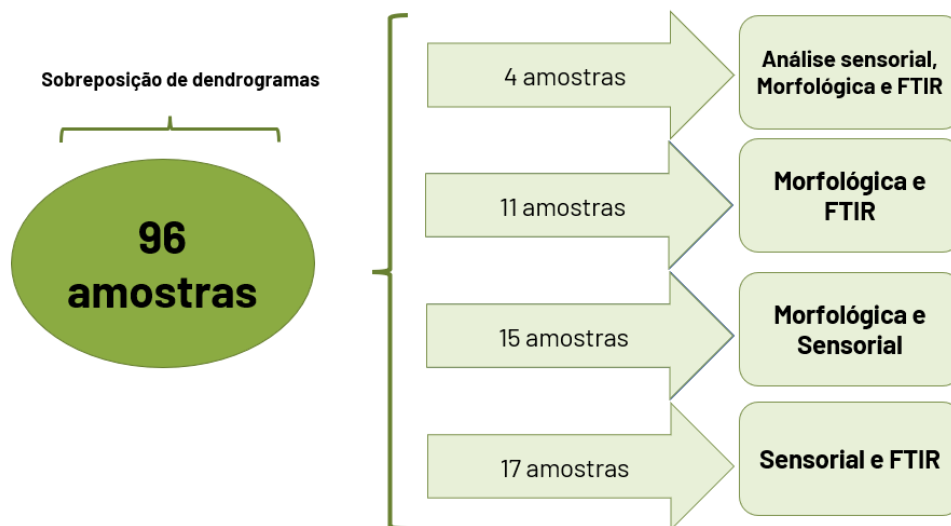 Sobreposição de dendrogramas
96
amostras
4 amostras
Análise sensorial,
Morfológica e FTIR
11 amostras
Morfológica e
FTIR
15 amostras
Morfológica e
Sensorial
17 amostras
Sensorial e FTIR